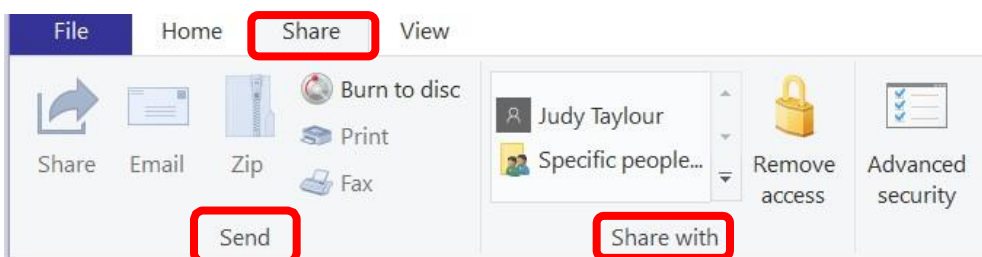 File Home Share View
Share
Email
Zip
Burn to disc
Print
Fax
Send
Judy Taylour
Specific people...
Remove
access
Share with
Advanced
security